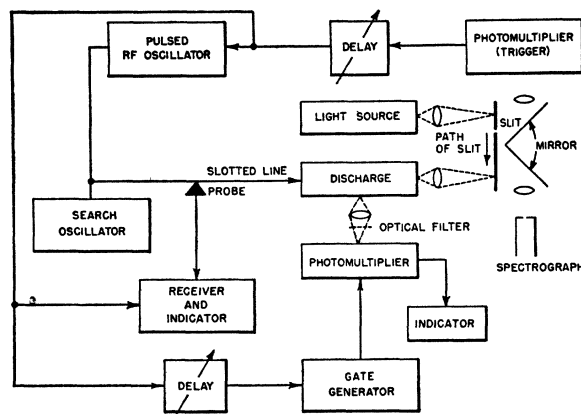 PULSED
RF OSCILLATOR
DELAY
PHOTOMULTIPLIER
(TRIGGER)
LIGHT SOURCE
SLIT
PATH
OF SLIT
MIRROR
SLOTTED LINE
DISCHARGE
PROBE
SEARCH
OSCILLATOR
OPTICAL FILTER
PHOTOMULTIPLIER
SPECTROGRAPH
RECEIVER
AND
INDICATOR
INDICATOR
DELAY
GATE
GENERATOR